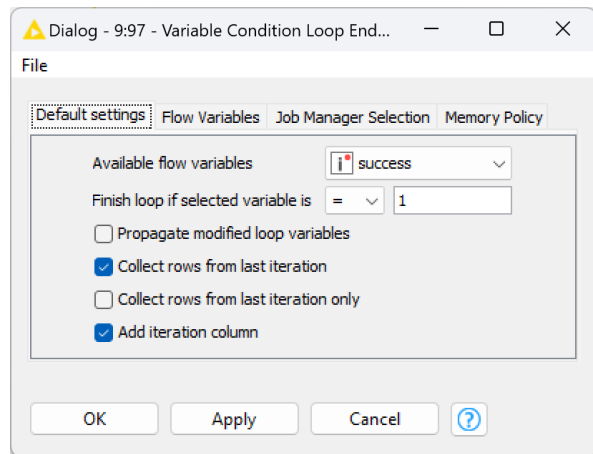 Dialog - 9:97 - Variable Condition Loop End...
File
Default settings Flow Variables Job Manager Selection Memory Policy
Available flow variables i success
Finish loop if selected variable is = 1
Propagate modified loop variables
Collect rows from last iteration
Collect rows from last iteration only
Add iteration column
OK Apply Cancel ?